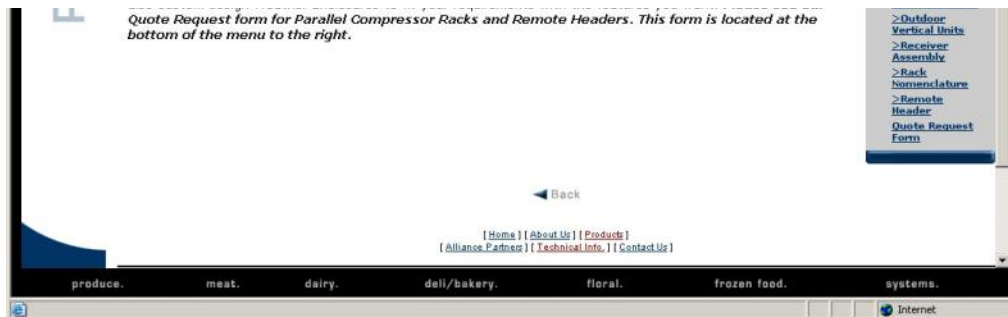 Quote Request form for Parallel Compressor Racks and Remote Headers. This form is located at the
bottom of the menu to the right.
>Outdoor
Vertical Units
>Receiver
Assembly
>Rack
Nomenclature
>Remote
Header
Quote Request
Form
Back
[ Home ] [ About Us ] [ Products ]
[ Alliance Partners ] [ Technical Info. ] [ Contact Us ]
produce. meat. dairy. deli/bakery. floral. frozen food. systems.
Internet